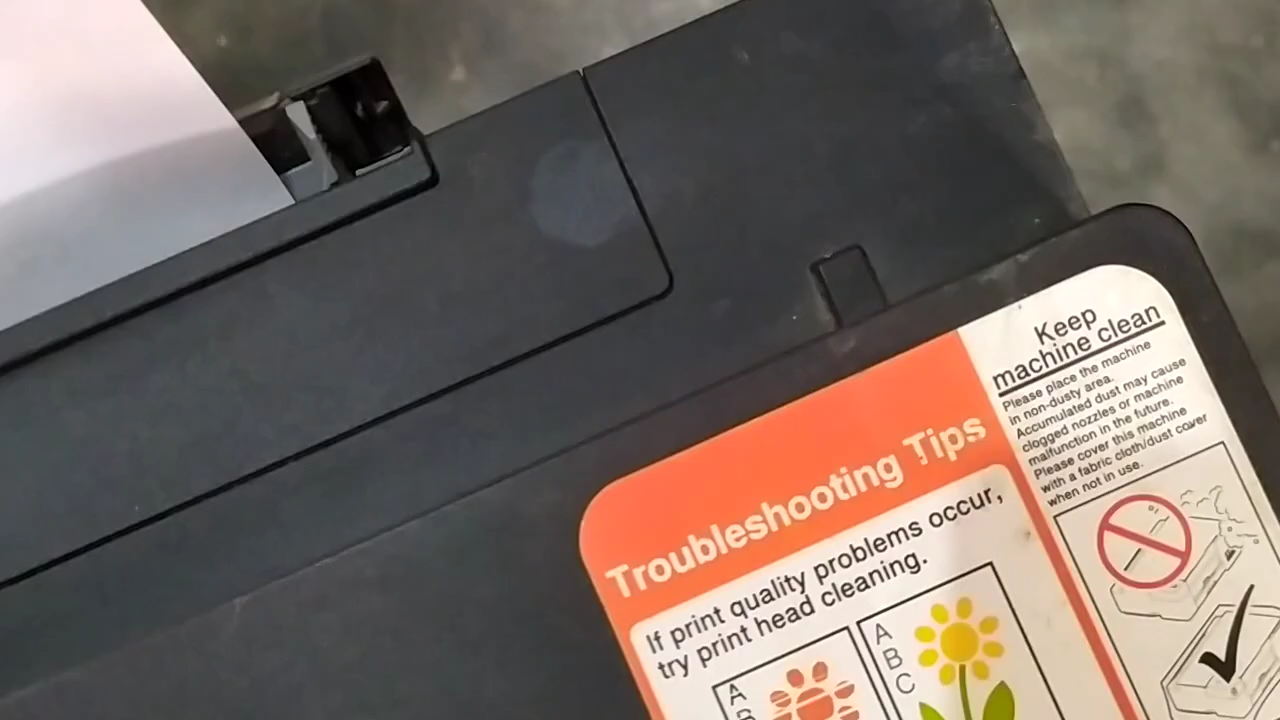 Troubleshooting Tips
If print quality problems occur,
try print head cleaning.
A
B
A
B
C
Keep
machine clean
Please place the machine
in non-dusty area.
Accumulated dust may cause
clogged nozzles or machine
malfunction in the future.
Please cover this machine
with a fabric cloth/dust cover
when not in use.